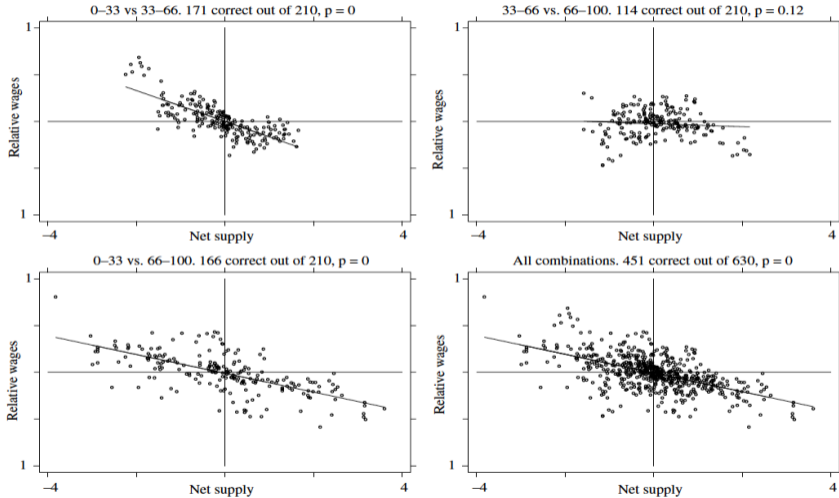 0–33 vs 33–66. 171 correct out of 210, p = 0
1
Relative wages
1
−4
Net supply
4
33–66 vs. 66–100. 114 correct out of 210, p = 0.12
1
Relative wages
1
−4
Net supply
4
0–33 vs. 66–100. 166 correct out of 210, p = 0
1
Relative wages
1
−4
Net supply
4
All combinations. 451 correct out of 630, p = 0
1
Relative wages
1
−4
Net supply
4